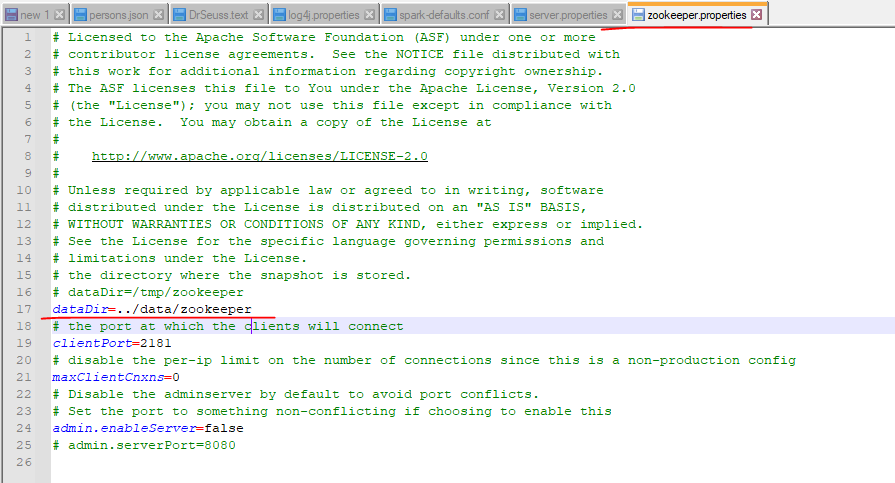 new 1 persons.json DrSeuss.text log4j.properties spark-defaults.conf server.properties zookeeper.properties
1 # Licensed to the Apache Software Foundation (ASF) under one or more
2 # contributor license agreements.  See the NOTICE file distributed with
3 # this work for additional information regarding copyright ownership.
4 # The ASF licenses this file to You under the Apache License, Version 2.0
5 # (the "License"); you may not use this file except in compliance with
6 # the License.  You may obtain a copy of the License at
7 #
8 #    http://www.apache.org/licenses/LICENSE-2.0
9 #
10 # Unless required by applicable law or agreed to in writing, software
11 # distributed under the License is distributed on an "AS IS" BASIS,
12 # WITHOUT WARRANTIES OR CONDITIONS OF ANY KIND, either express or implied.
13 # See the License for the specific language governing permissions and
14 # limitations under the License.
15 # the directory where the snapshot is stored.
16 # dataDir=/tmp/zookeeper
17 dataDir=../data/zookeeper
18 # the port at which the clients will connect
19 clientPort=2181
20 # disable the per-ip limit on the number of connections since this is a non-production config
21 maxClientCnxns=0
22 # Disable the adminserver by default to avoid port conflicts.
23 # Set the port to something non-conflicting if choosing to enable this
24 admin.enableServer=false
25 # admin.serverPort=8080
26